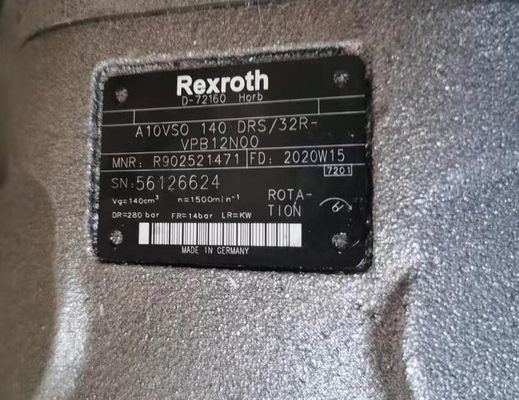 Rexroth
D-72160 Horb
A10VSO 140 DRS/32R-
VPB12N00
MNR: R902521471 FD: 2020W15
7201
SN: 56126624
Vg=140cm³ n=1500min⁻¹
DR=280 bar FR=14bar LR=KW
ROTA-
TION
MADE IN GERMANY